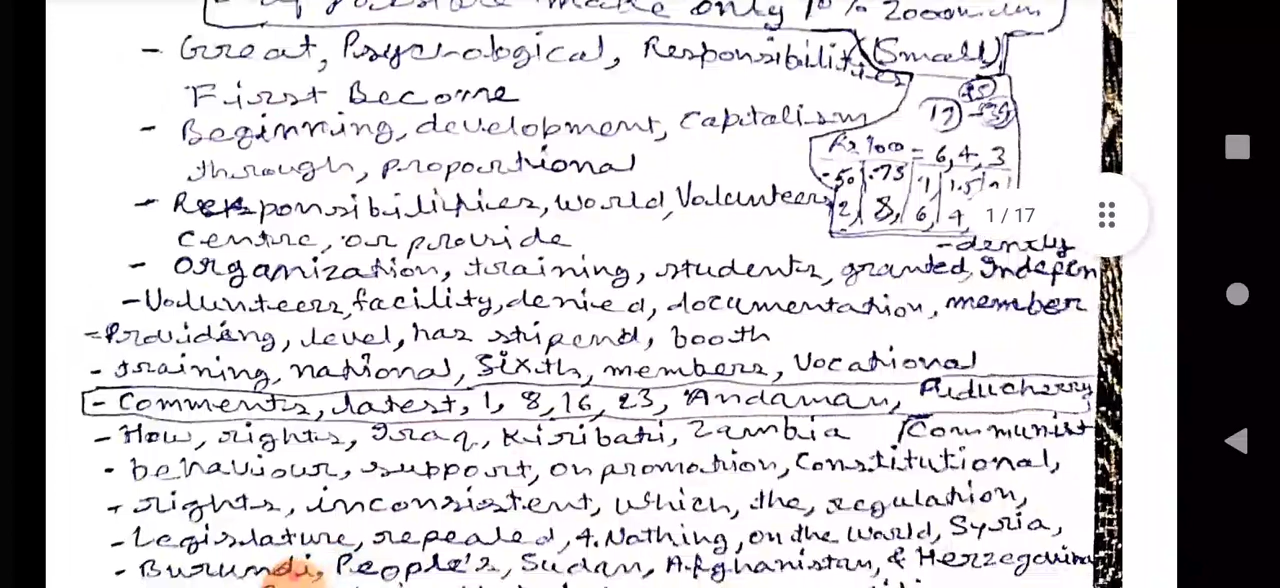 make only 1% 20000
- Great, Psychological, Responsibilities (Small)
First Become
- Beginning, development, Capitalism
through, proportional
Rs 100 = 6, 4, 3
- Responsibilities, World, Volunteers
2, 8, 6, 4
1/17
Centre, or provide
-dently
- Organization, training, students, granted, Indepen
- Volunteers, facility, denied, documentation, member
- Providing, level, has stipend, booth
- training, national, Sixth, members, Vocational
- Comments, latest, 1, 8, 16, 23, Andaman, Puducherry
- How, rights, Iraq, Kiribati, Zambia /Communist
- behaviour, support, on promotion, Constitutional,
- rights, inconsistent, which, the, regulation,
- Legislature, repealed, 4. Nothing, on the World, Syria,
- Burundi, People's, Sudan, Afghanistan, & Herzegovina